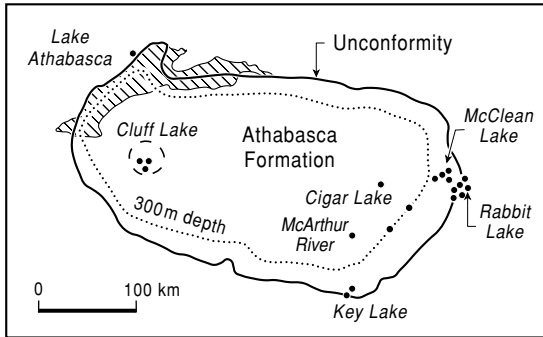 Lake
Athabasca
Unconformity
McClean
Lake
Cluff Lake
Athabasca
Formation
Cigar Lake
McArthur
River
Rabbit
Lake
300m depth
0
100 km
Key Lake